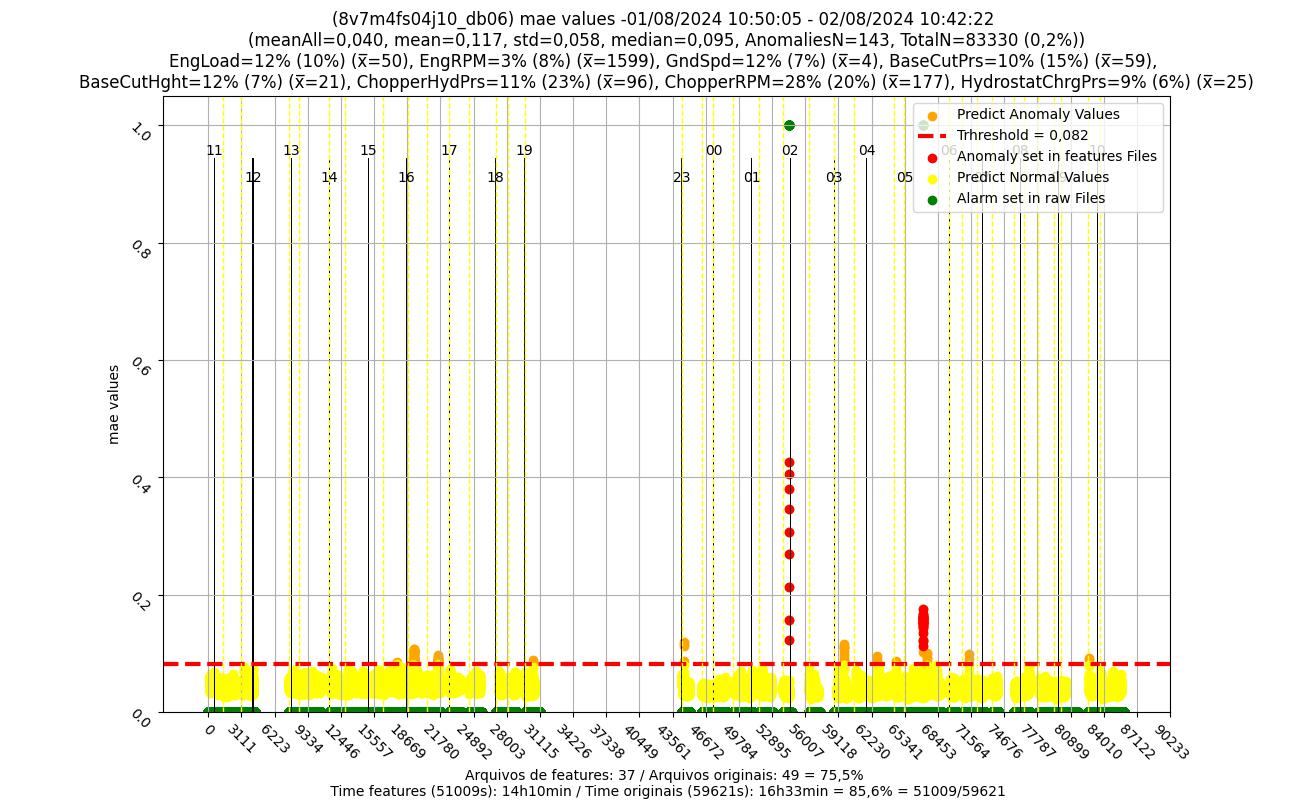 (8v7m4fs04j10_db06) mae values -01/08/2024 10:50:05 - 02/08/2024 10:42:22
(meanAll=0,040, mean=0,117, std=0,058, median=0,095, AnomaliesN=143, TotalN=83330 (0,2%))
EngLoad=12% (10%) (x̅=50), EngRPM=3% (8%) (x̅=1599), GndSpd=12% (7%) (x̅=4), BaseCutPrs=10% (15%) (x̅=59),
BaseCutHght=12% (7%) (x̅=21), ChopperHydPrs=11% (23%) (x̅=96), ChopperRPM=28% (20%) (x̅=177), HydrostatChrgPrs=9% (6%) (x̅=25)
Predict Anomaly Values
Trhreshold = 0,082
Anomaly set in features Files
Predict Normal Values
Alarm set in raw Files
11 13 15 17 19 00 02 04 06 08 10
12 14 16 18 23 01 03 05
1.0
0.8
0.6
0.4
0.2
0.0
mae values
0 3111 6223 9334 12446 15557 18669 21780 24892 28003 31115 34226 37338 40449 43561 46672 49784 52895 56007 59118 62230 65341 68453 71564 74676 77787 80899 84010 87122 90233
Arquivos de features: 37 / Arquivos originais: 49 = 75,5%
Time features (51009s): 14h10min / Time originais (59621s): 16h33min = 85,6% = 51009/59621